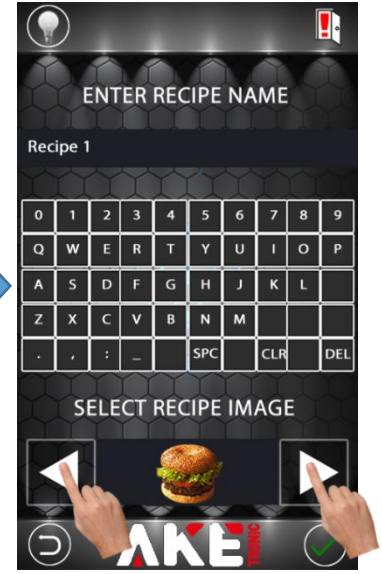 ENTER RECIPE NAME
Recipe 1
0 1 2 3 4 5 6 7 8 9
Q W E R T Y U I O P
A S D F G H J K L
Z X C V B N M
. , : _ SPC CLR DEL
SELECT RECIPE IMAGE
AKE TRONIC